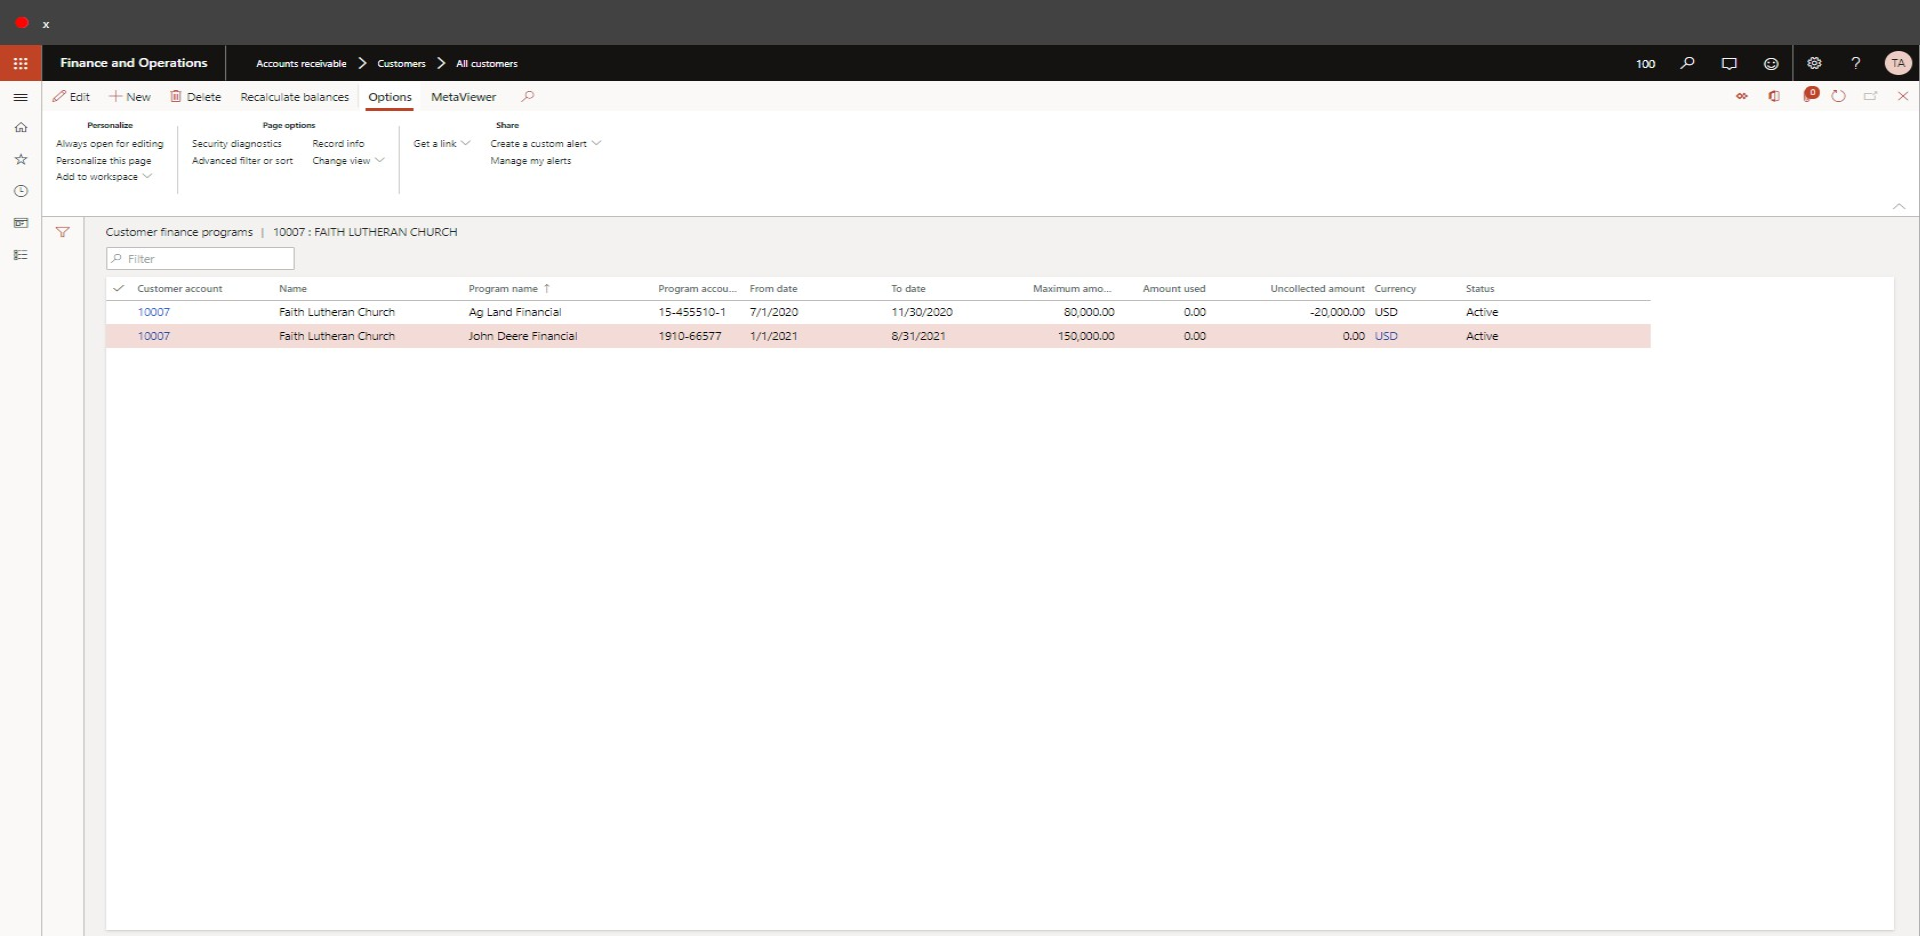 x
Finance and Operations Accounts receivable Customers All customers 100 ? TA
Edit New Delete Recalculate balances Options MetaViewer 0
Personalize Page options Share
Always open for editing Security diagnostics Record info Get a link Create a custom alert
Personalize this page Advanced filter or sort Change view Manage my alerts
Add to workspace
Customer finance programs | 10007 : FAITH LUTHERAN CHURCH
Filter
Customer account Name Program name ↑ Program accou... From date To date Maximum amo... Amount used Uncollected amount Currency Status
10007 Faith Lutheran Church Ag Land Financial 15-455510-1 7/1/2020 11/30/2020 80,000.00 0.00 -20,000.00 USD Active
10007 Faith Lutheran Church John Deere Financial 1910-66577 1/1/2021 8/31/2021 150,000.00 0.00 0.00 USD Active